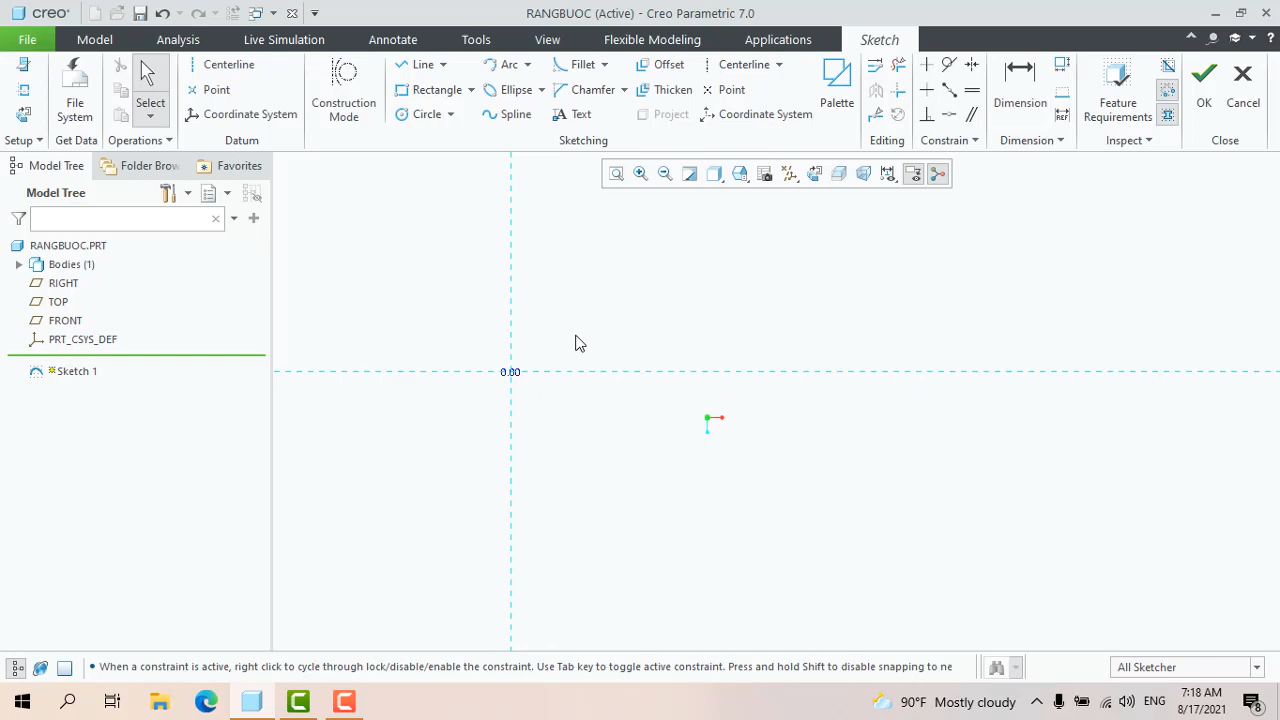 creo
RANGBUOC (Active) - Creo Parametric 7.0
File
Model
Analysis
Live Simulation
Annotate
Tools
View
Flexible Modeling
Applications
Sketch
Setup
File System
Get Data
Select
Operations
Centerline
Point
Coordinate System
Datum
Construction Mode
Line
Rectangle
Circle
Arc
Ellipse
Spline
Fillet
Chamfer
Text
Offset
Thicken
Project
Centerline
Point
Coordinate System
Palette
Sketching
Editing
Constrain
Dimension
REF
Dimension
Feature Requirements
Inspect
OK
Cancel
Close
Model Tree
Folder Brow
Favorites
Model Tree
RANGBUOC.PRT
Bodies (1)
RIGHT
TOP
FRONT
PRT_CSYS_DEF
Sketch 1
0.00
When a constraint is active, right click to cycle through lock/disable/enable the constraint. Use Tab key to toggle active constraint. Press and hold Shift to disable snapping to ne
All Sketcher
90°F Mostly cloudy
ENG
7:18 AM
8/17/2021
8